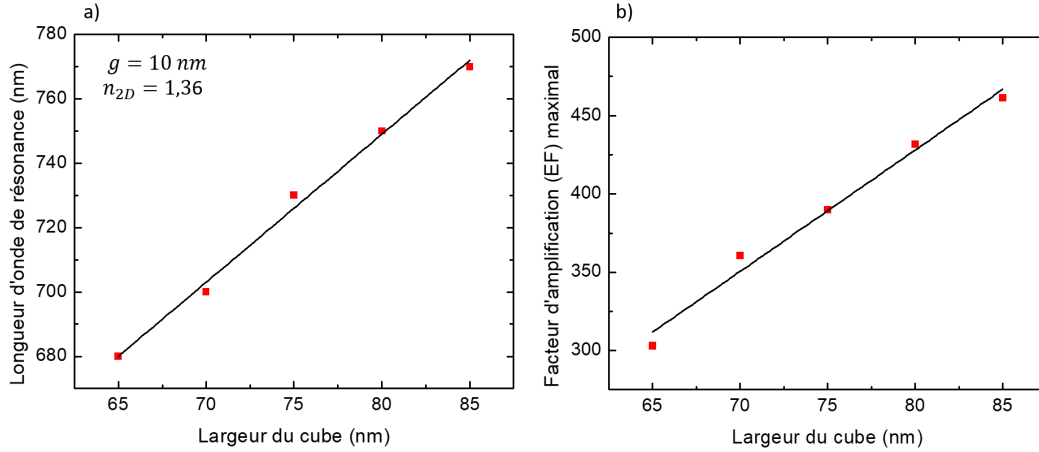 a)
780
760
740
720
700
680
65 70 75 80 85
Longueur d'onde de résonance (nm)
Largeur du cube (nm)
g = 10 nm
n2D = 1,36
b)
500
450
400
350
300
65 70 75 80 85
Facteur d'amplification (EF) maximal
Largeur du cube (nm)